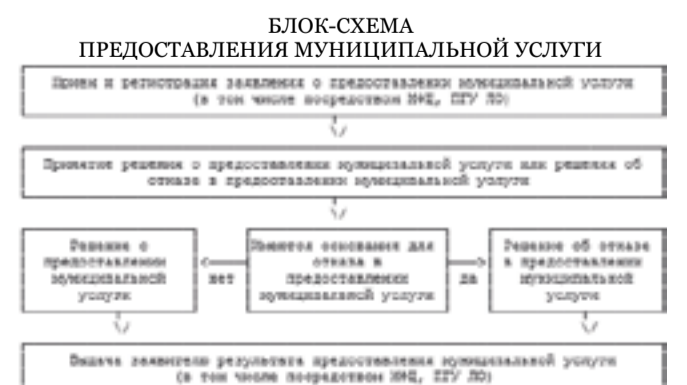 БЛОК-СХЕМА
ПРЕДОСТАВЛЕНИЯ МУНИЦИПАЛЬНОЙ УСЛУГИ
Прием и регистрация заявления о предоставлении муниципальной услуги
(в том числе посредством МФЦ, ПГУ ЛО)
\/
Принятие решения о предоставлении муниципальной услуги или решения об
отказе в предоставлении муниципальной услуги
\/
Решение о
предоставлении
муниципальной
услуги
<
нет
Имеются основания для
отказа в
предоставлении
муниципальной услуги
>
да
Решение об отказе
в предоставлении
муниципальной
услуги
\/
\/
Выдача заявителю результата предоставления муниципальной услуги
(в том числе посредством МФЦ, ПГУ ЛО)